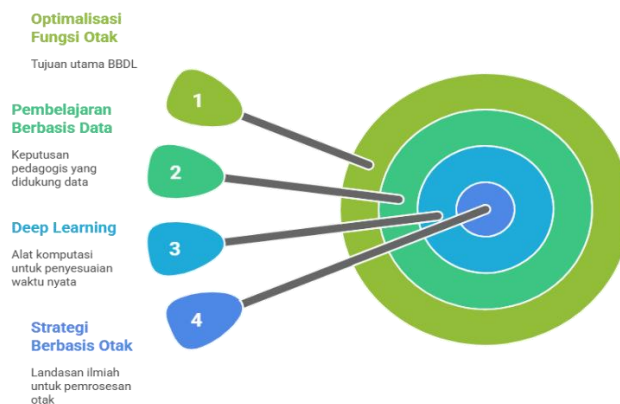 Optimalisasi
Fungsi Otak
Tujuan utama BBDL
1
Pembelajaran
Berbasis Data
Keputusan
pedagogis yang
didukung data
2
Deep Learning
Alat komputasi
untuk penyesuaian
waktu nyata
3
Strategi
Berbasis Otak
Landasan ilmiah
untuk pemrosesan
otak
4